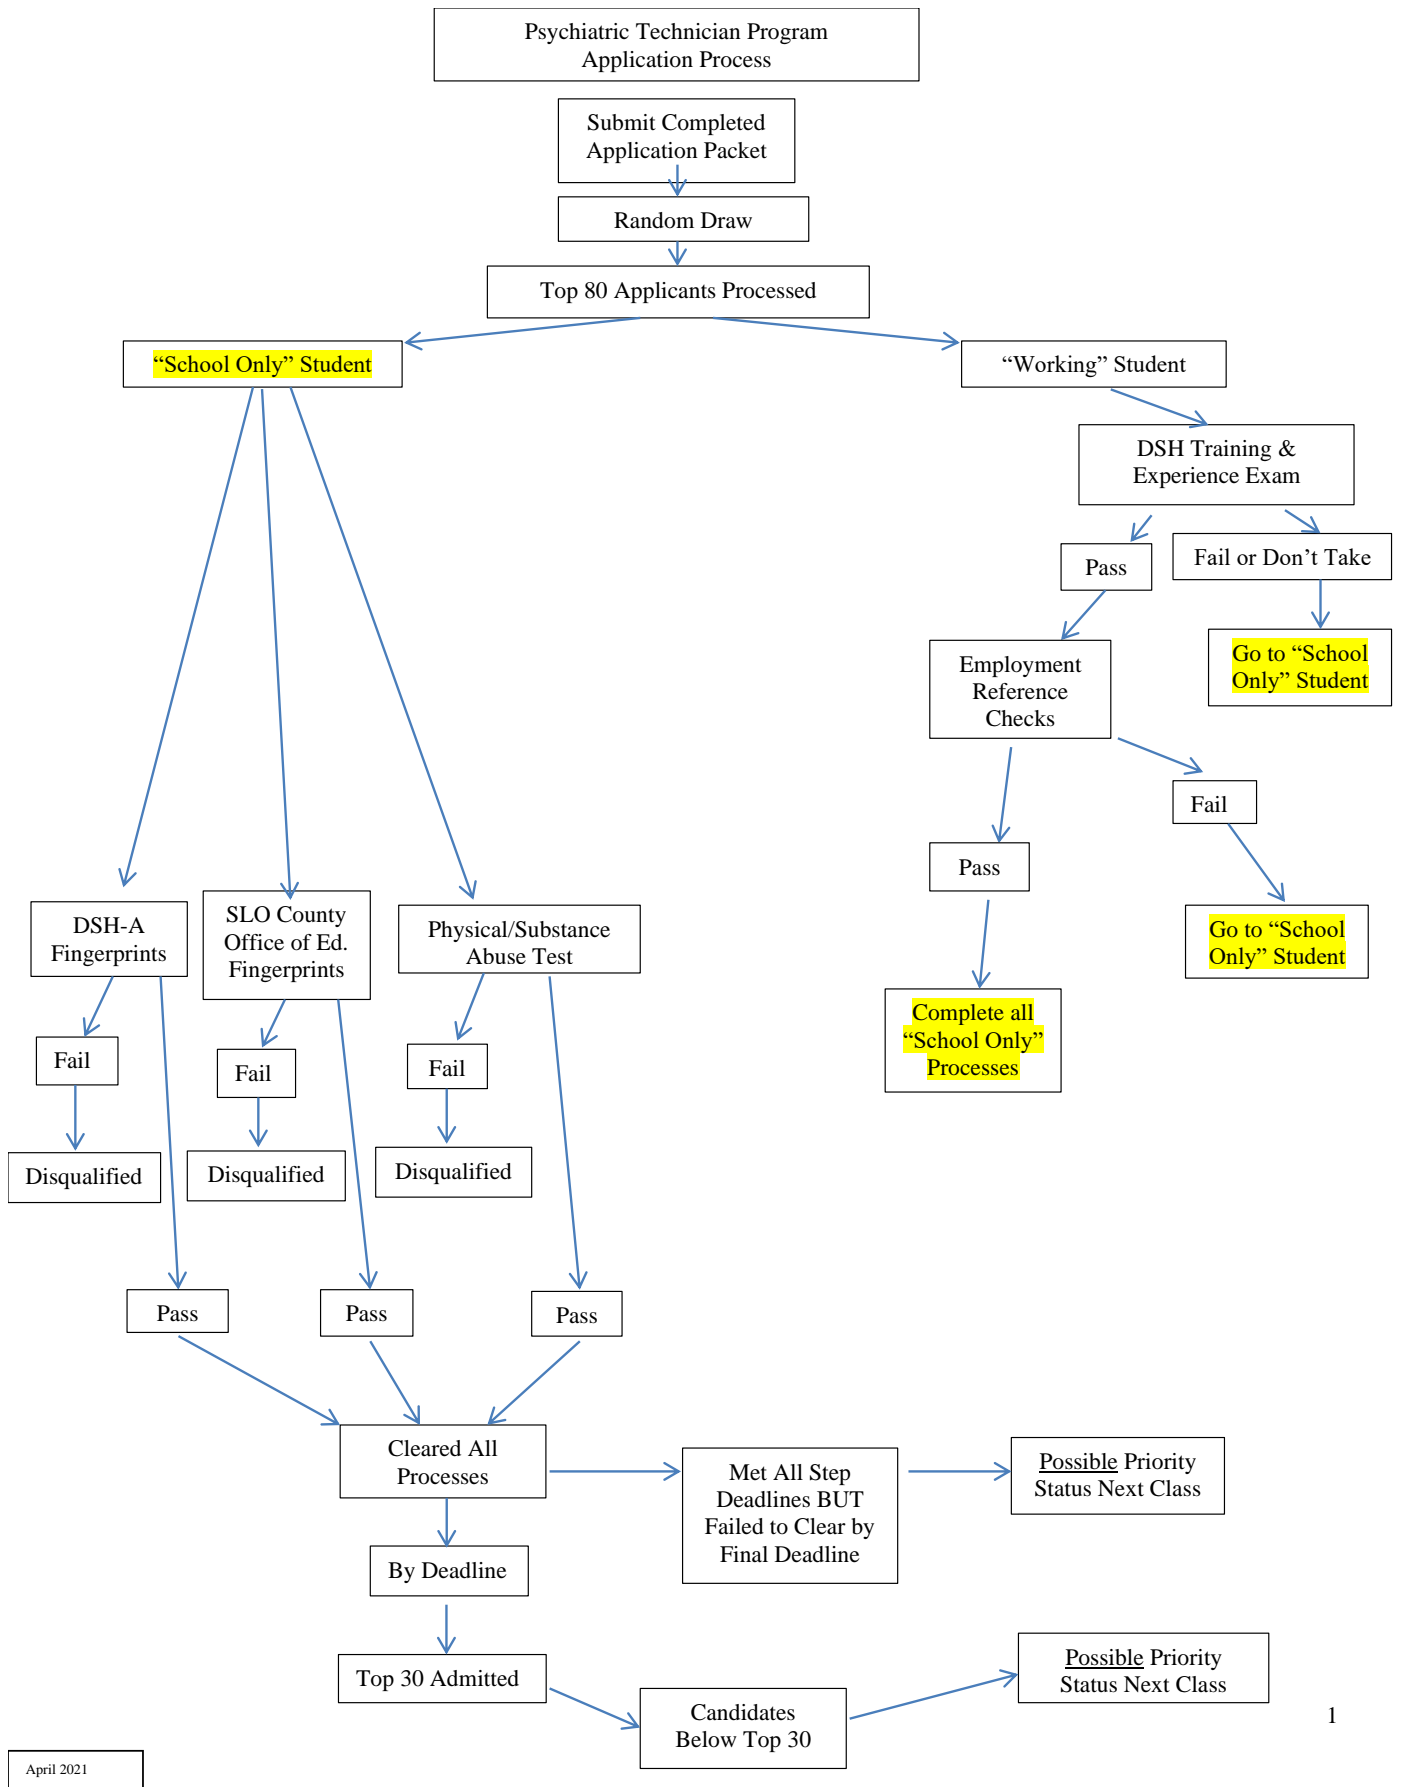 Psychiatric Technician Program
Application Process
Submit Completed
Application Packet
Random Draw
Top 80 Applicants Processed
“School Only” Student
“Working” Student
DSH Training &
Experience Exam
Pass
Fail or Don’t Take
Go to “School
Only” Student
Employment
Reference
Checks
Fail
Pass
Go to “School
Only” Student
Complete all
“School Only”
Processes
DSH-A
Fingerprints
SLO County
Office of Ed.
Fingerprints
Physical/Substance
Abuse Test
Fail
Fail
Fail
Disqualified
Disqualified
Disqualified
Pass
Pass
Pass
Cleared All
Processes
Met All Step
Deadlines BUT
Failed to Clear by
Final Deadline
Possible Priority
Status Next Class
By Deadline
Top 30 Admitted
Candidates
Below Top 30
Possible Priority
Status Next Class
1
April 2021